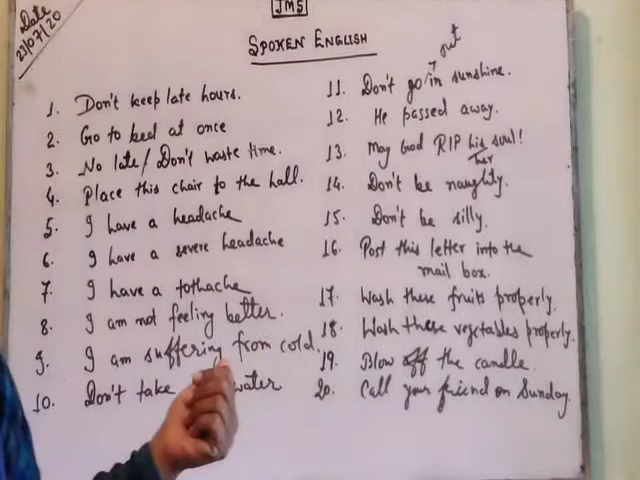 Date
21/07/20
JMS
SPOKEN ENGLISH
1. Don't keep late hours.
2. Go to bed at once
3. No late/Don't waste time.
4. Place this chair to the hall.
5. I have a headache
6. I have a severe headache
7. I have a tothache
8. I am not feeling better.
9. I am suffering from cold.
10. Don't take water
out
11. Don't go in sunshine.
12. He passed away.
13. May God RIP his soul!
her
14. Don't be naughty.
15. Don't be silly.
16. Post this letter into the
mail box.
17. Wash these fruits properly.
18. Wash these vegetables properly.
19. Blow off the candle.
20. Call your friend on Sunday.